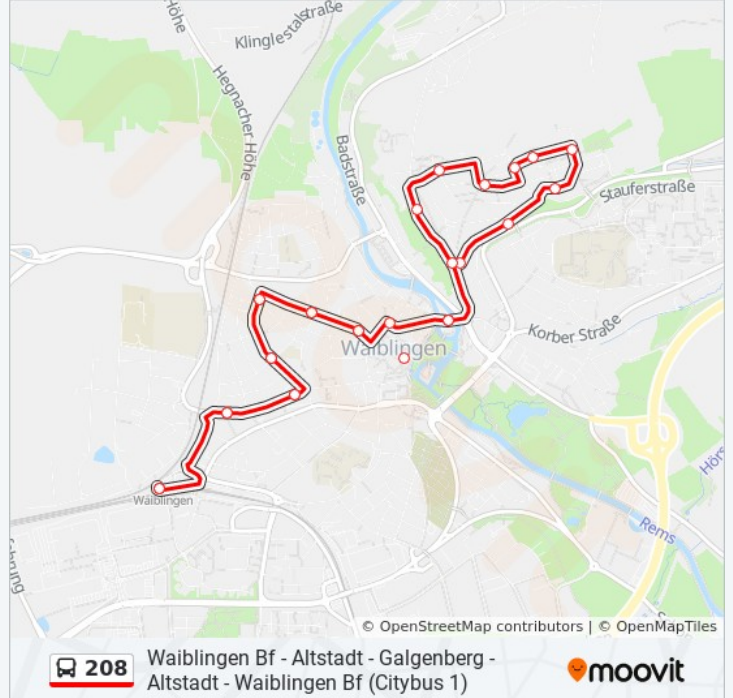 Höhe
Klinglestalstraße
Hegnacher Höhe
Badstraße
Stauferstraße
Korber Straße
Waiblingen
Waiblingen
Rems
© OpenStreetMap contributors | © OpenMapTiles
208
Waiblingen Bf - Altstadt - Galgenberg -
Altstadt - Waiblingen Bf (Citybus 1)
moovit